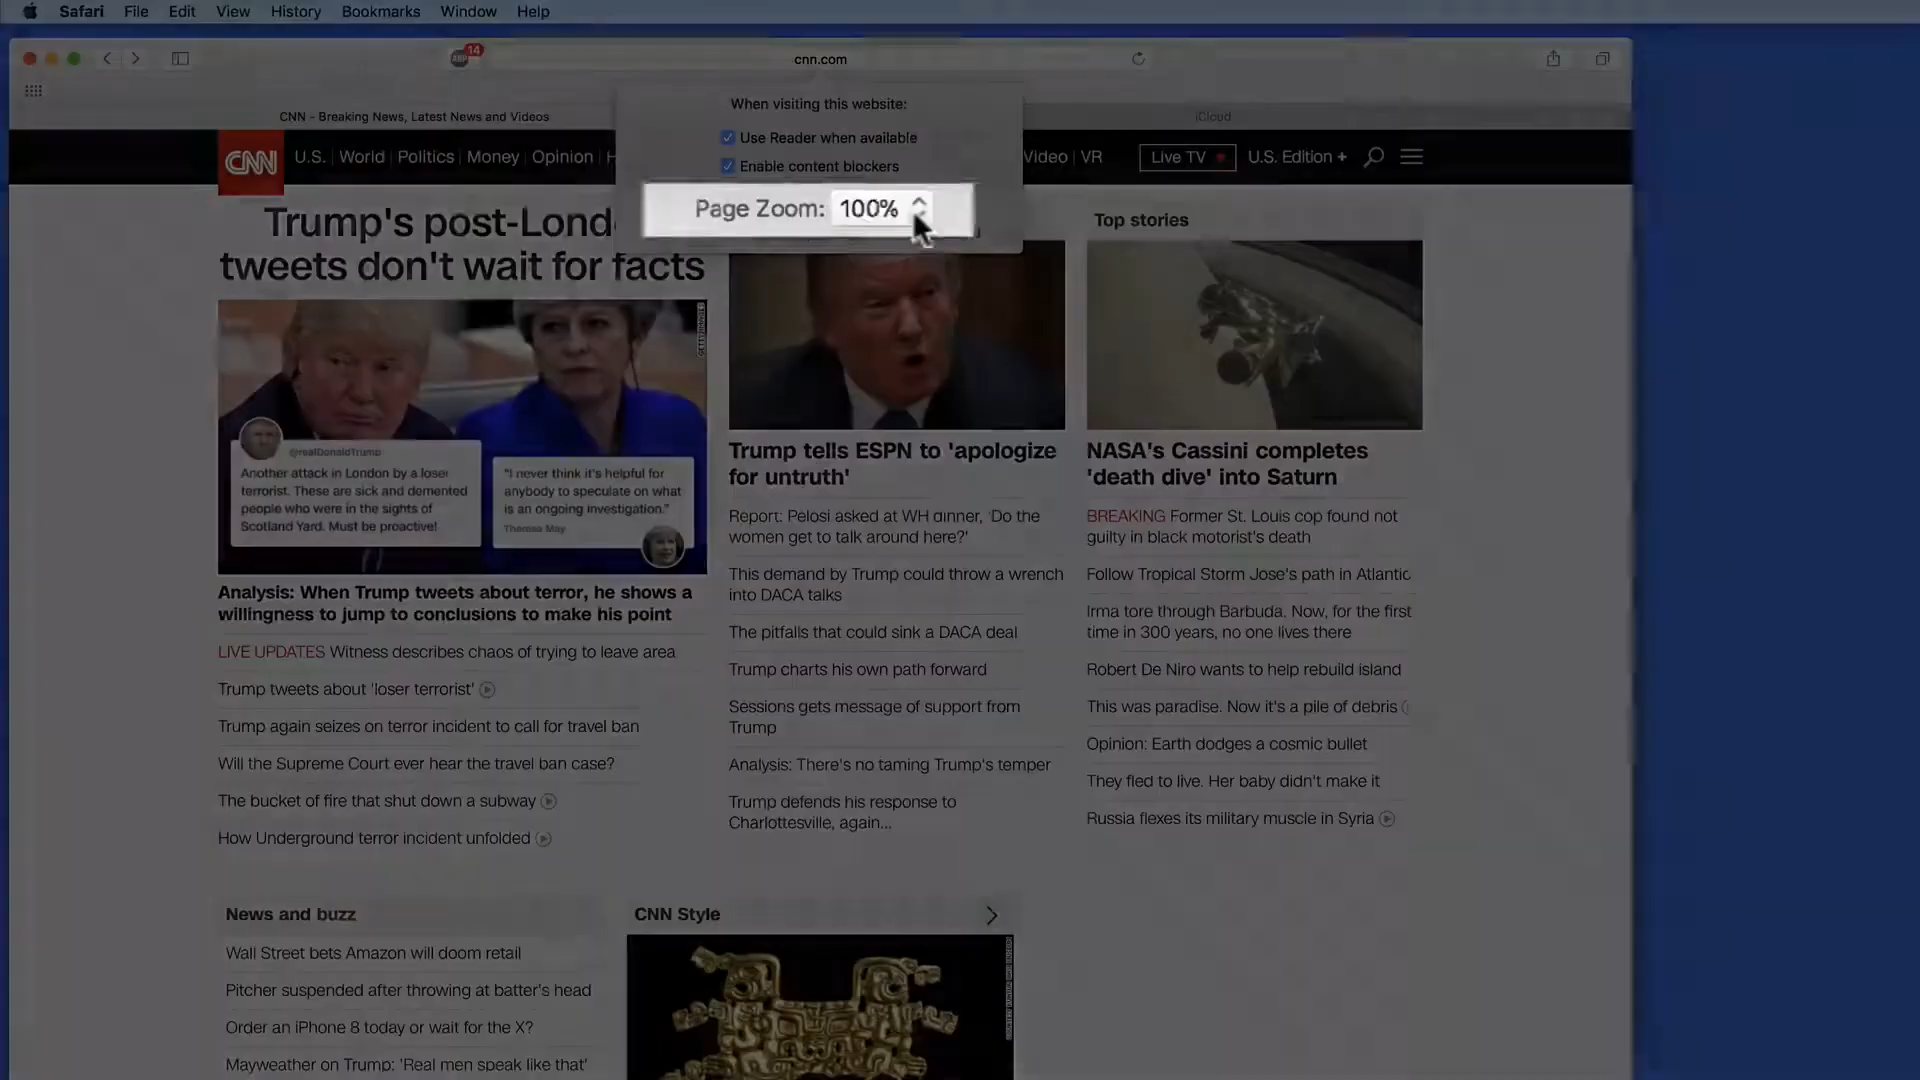 Safari File Edit View History Bookmarks Window Help
14
ABP
cnn.com
When visiting this website:
CNN - Breaking News, Latest News and Videos
iCloud
Use Reader when available
CNN
U.S. World Politics Money Opinion H
Video VR
Live TV
U.S. Edition +
Enable content blockers
Page Zoom: 100%
Trump's post-Lond
tweets don't wait for facts
@realDonaldTrump
Another attack in London by a loser
terrorist. These are sick and demented
people who were in the sights of
Scotland Yard. Must be proactive!
"I never think it's helpful for
anybody to speculate on what
is an ongoing investigation."
Theresa May
Analysis: When Trump tweets about terror, he shows a
willingness to jump to conclusions to make his point
LIVE UPDATES Witness describes chaos of trying to leave area
Trump tweets about 'loser terrorist'
Trump again seizes on terror incident to call for travel ban
Will the Supreme Court ever hear the travel ban case?
The bucket of fire that shut down a subway
How Underground terror incident unfolded
Trump tells ESPN to 'apologize
for untruth'
Report: Pelosi asked at WH dinner, 'Do the
women get to talk around here?'
This demand by Trump could throw a wrench
into DACA talks
The pitfalls that could sink a DACA deal
Trump charts his own path forward
Sessions gets message of support from
Trump
Analysis: There's no taming Trump's temper
Trump defends his response to
Charlottesville, again...
Top stories
NASA's Cassini completes
'death dive' into Saturn
BREAKING Former St. Louis cop found not
guilty in black motorist's death
Follow Tropical Storm Jose's path in Atlantic
Irma tore through Barbuda. Now, for the first
time in 300 years, no one lives there
Robert De Niro wants to help rebuild island
This was paradise. Now it's a pile of debris
Opinion: Earth dodges a cosmic bullet
They fled to live. Her baby didn't make it
Russia flexes its military muscle in Syria
News and buzz
Wall Street bets Amazon will doom retail
Pitcher suspended after throwing at batter's head
Order an iPhone 8 today or wait for the X?
Mayweather on Trump: 'Real men speak like that'
CNN Style